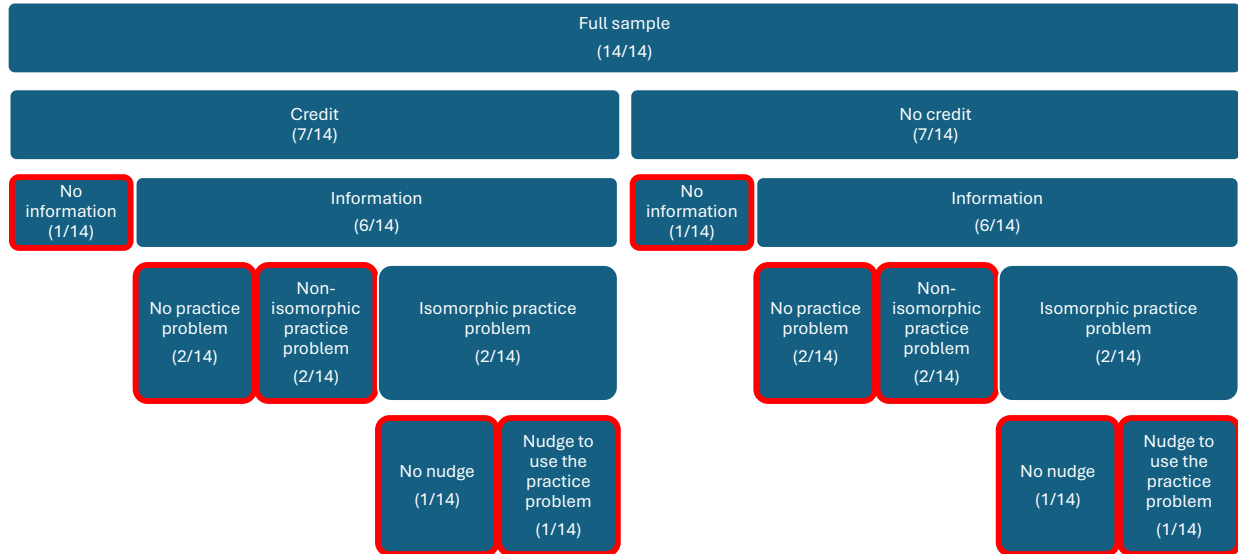 Full sample
(14/14)
Credit
(7/14)
No credit
(7/14)
No
information
(1/14)
Information
(6/14)
No
information
(1/14)
Information
(6/14)
No practice
problem
(2/14)
Non-
isomorphic
practice
problem
(2/14)
Isomorphic practice
problem
(2/14)
No practice
problem
(2/14)
Non-
isomorphic
practice
problem
(2/14)
Isomorphic practice
problem
(2/14)
No nudge
(1/14)
Nudge to
use the
practice
problem
(1/14)
No nudge
(1/14)
Nudge to
use the
practice
problem
(1/14)